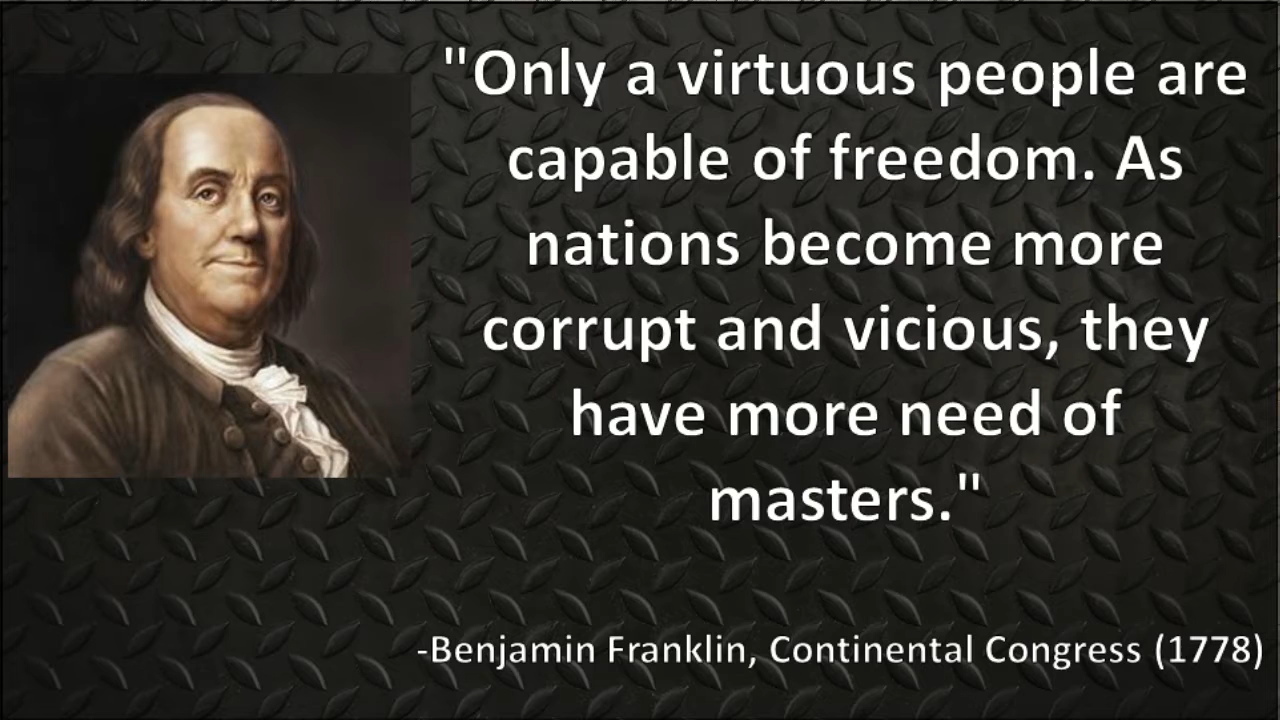 "Only a virtuous people are
capable of freedom. As
nations become more
corrupt and vicious, they
have more need of
masters."
-Benjamin Franklin, Continental Congress (1778)